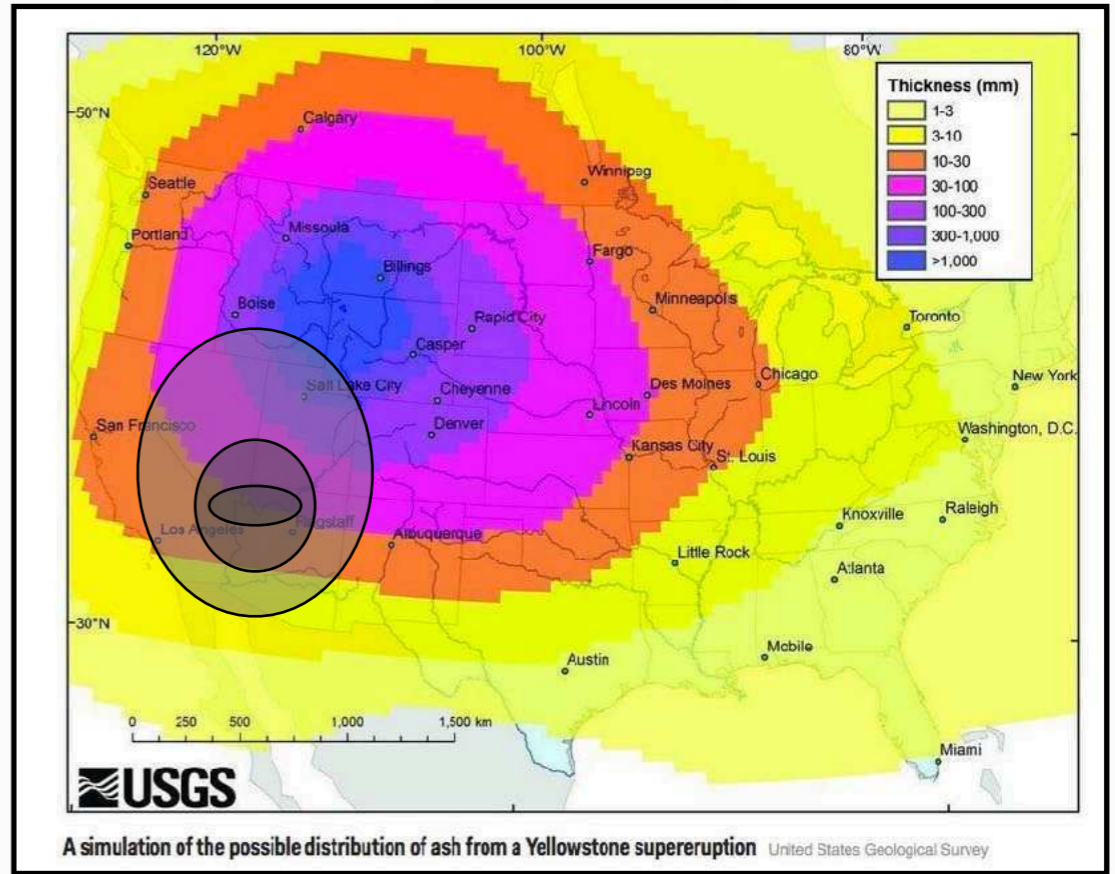 120°W
100°W
80°W
Thickness (mm)
1-3
3-10
10-30
30-100
100-300
300-1,000
>1,000
50°N
Calgary
Winnipeg
Seattle
Portland
Missoula
Fargo
Billings
Boise
Rapid City
Minneapolis
Toronto
Casper
Salt Lake City
Cheyenne
Des Moines
Chicago
New York
Lincoln
San Francisco
Denver
Washington, D.C.
Kansas City
St. Louis
Los Angeles
Flagstaff
Albuquerque
Knoxville
Raleigh
Little Rock
Atlanta
30°N
Austin
Mobile
0 250 500 1,000 1,500 km
Miami
USGS
A simulation of the possible distribution of ash from a Yellowstone supereruption United States Geological Survey